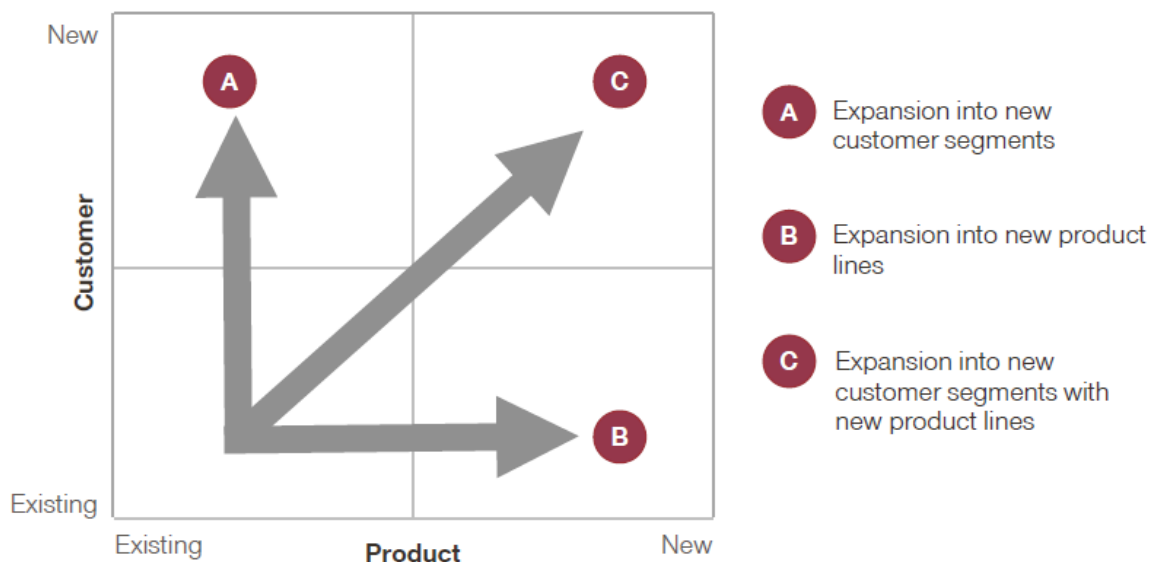 New
A
C
Customer
B
Existing
Existing
Product
New
A
Expansion into new
customer segments
B
Expansion into new product
lines
C
Expansion into new
customer segments with
new product lines